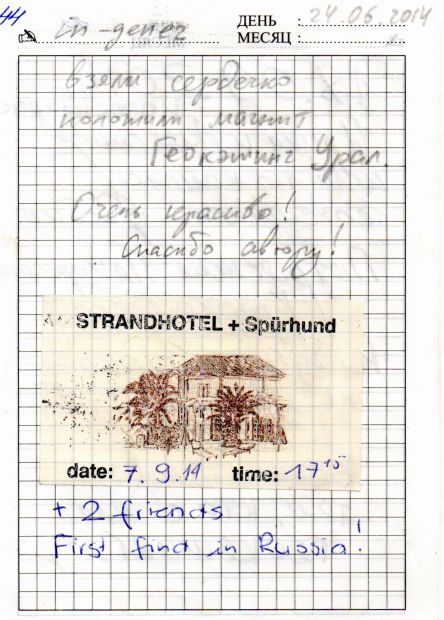 44
in-genez
ДЕНЬ : 24.06.2014
МЕСЯЦ :
взяли сердечко
положили магнит
Геокэшинг Урал.
Очень красиво!
Спасибо автору!
STRANDHOTEL + Spürhund
date: 7.9.14 time: 17 15
+ 2 friends
First find in Russia!